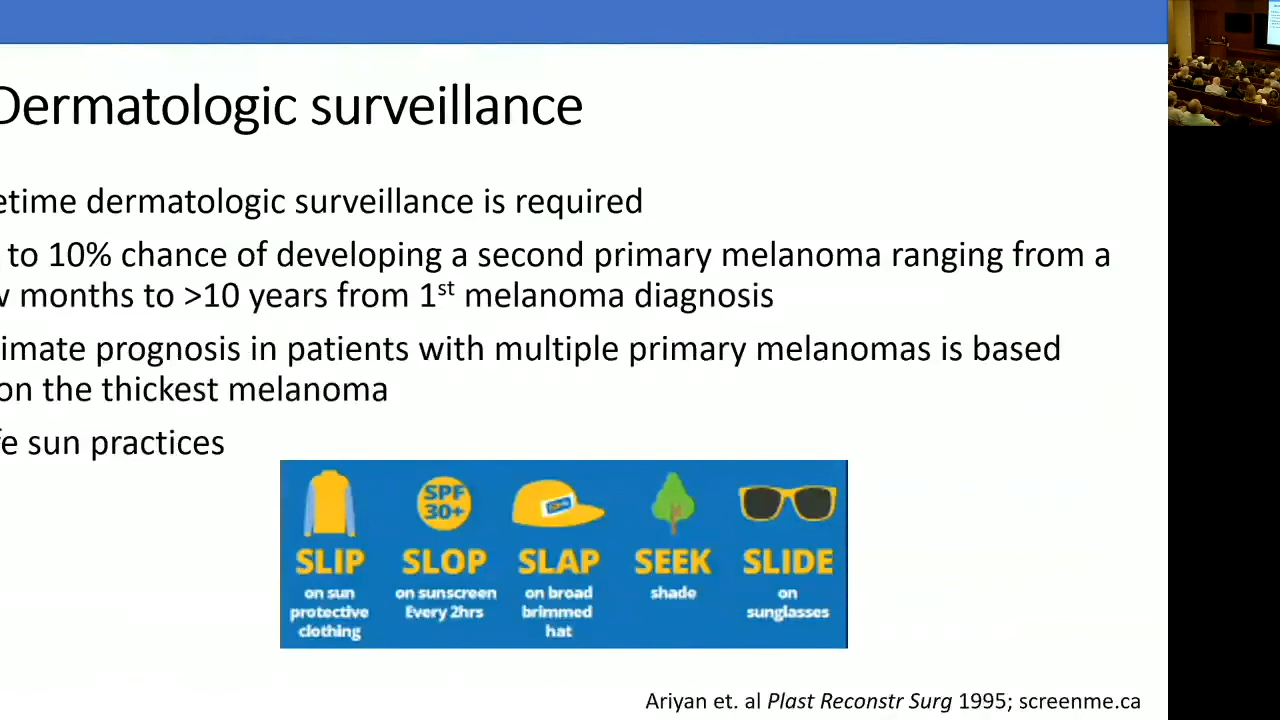 Dermatologic surveillance
etime dermatologic surveillance is required
to 10% chance of developing a second primary melanoma ranging from a
w months to >10 years from 1st melanoma diagnosis
imate prognosis in patients with multiple primary melanomas is based
on the thickest melanoma
fe sun practices
SPF
30+
SLIP SLOP SLAP SEEK SLIDE
on sun on sunscreen on broad shade on
protective Every 2hrs brimmed sunglasses
clothing hat
Ariyan et. al Plast Reconstr Surg 1995; screenme.ca